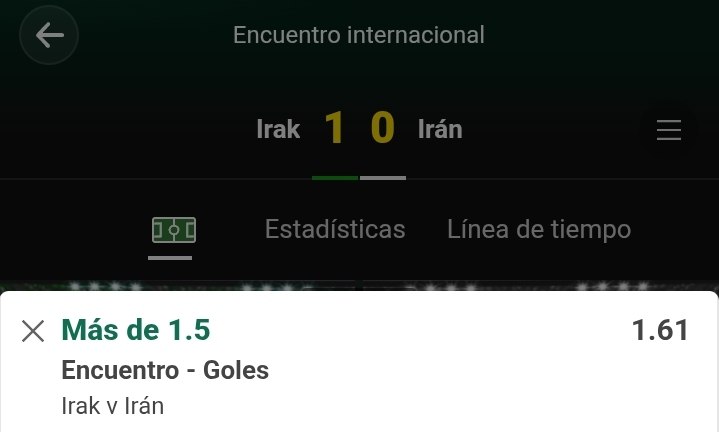 Encuentro internacional
Irak 1 0 Irán
Estadísticas Línea de tiempo
Más de 1.5 1.61
Encuentro - Goles
Irak v Irán